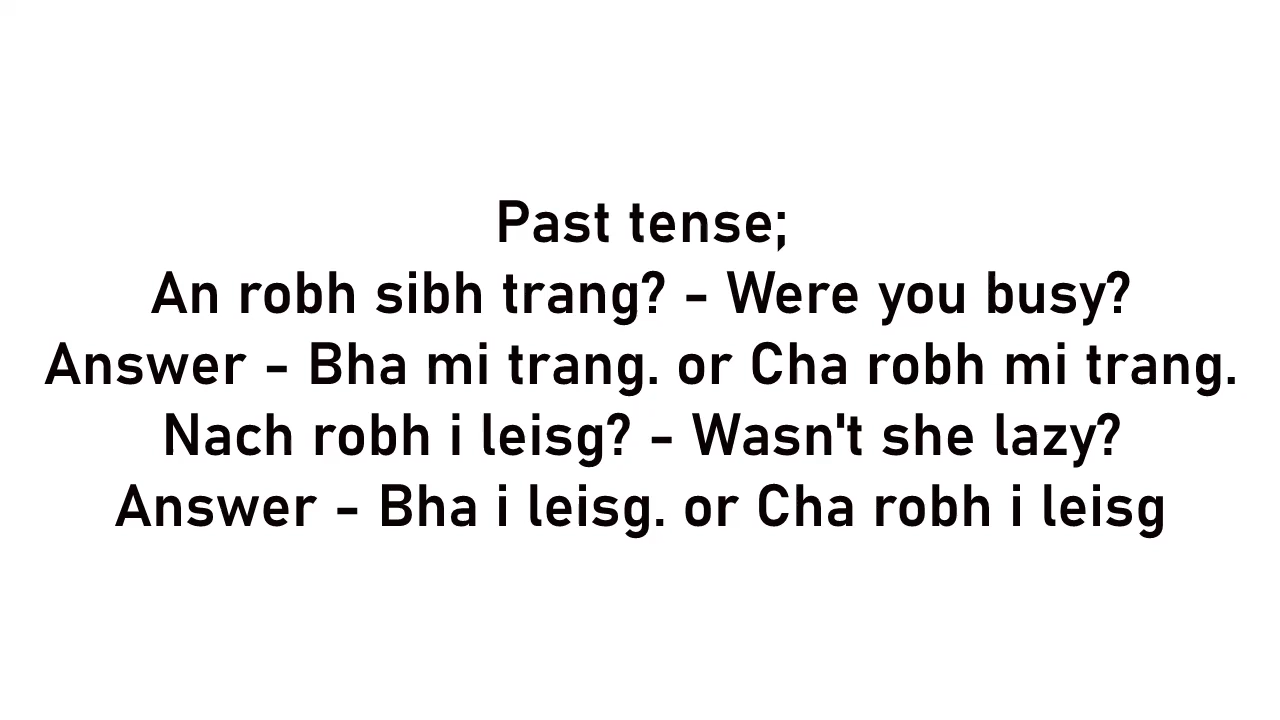 Past tense;
An robh sibh trang? - Were you busy?
Answer - Bha mi trang. or Cha robh mi trang.
Nach robh i leisg? - Wasn't she lazy?
Answer - Bha i leisg. or Cha robh i leisg